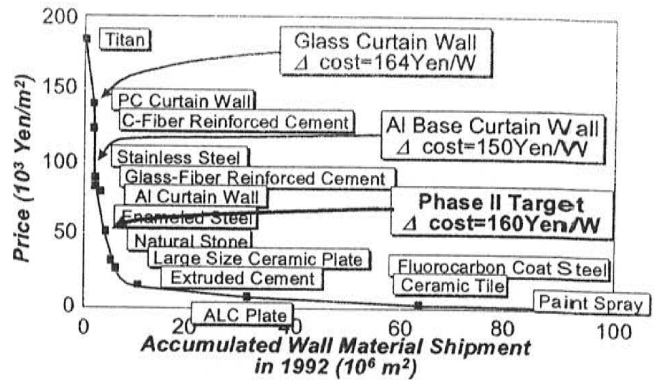 200
150
100
50
0
Price (10³ Yen/m²)
Titan
Glass Curtain Wall
Δ cost=164Yen/W
PC Curtain Wall
C-Fiber Reinforced Cement
Al Base Curtain Wall
Δ cost=150Yen/W
Stainless Steel
Glass-Fiber Reinforced Cement
Al Curtain Wall
Phase II Target
Δ cost=160Yen/W
Enameled Steel
Natural Stone
Large Size Ceramic Plate
Extruded Cement
Fluorocarbon Coat Steel
Ceramic Tile
Paint Spray
ALC Plate
0 20 40 60 80 100
Accumulated Wall Material Shipment
in 1992 (10⁶ m²)